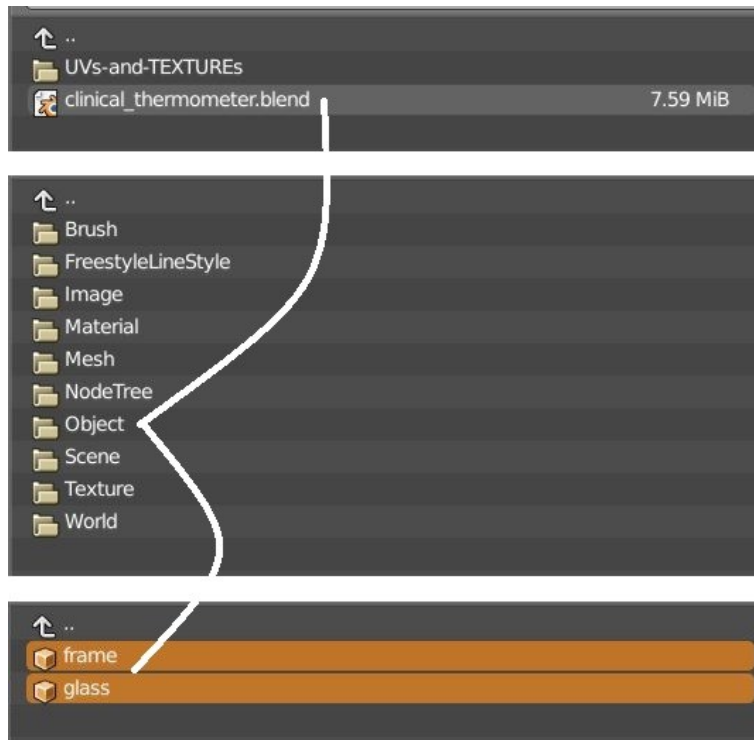 ..
UVs-and-TEXTUREs
clinical_thermometer.blend 7.59 MiB
..
Brush
FreestyleLineStyle
Image
Material
Mesh
NodeTree
Object
Scene
Texture
World
..
frame
glass